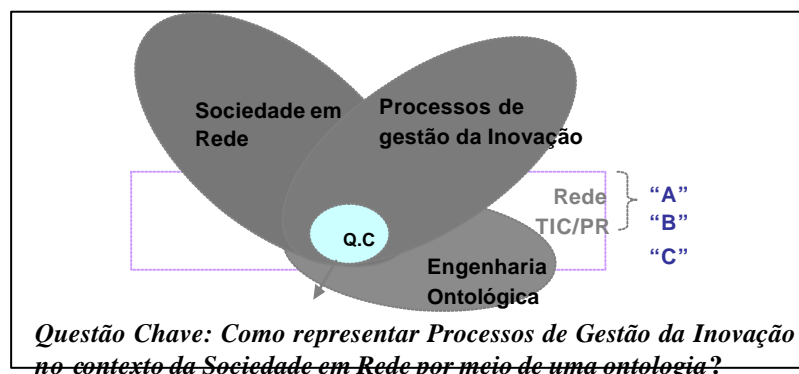 Sociedade em
Rede
Processos de
gestão da Inovação
Rede
TIC/PR
“A”
“B”
“C”
Q.C
Engenharia
Ontológica
Questão Chave: Como representar Processos de Gestão da Inovação
no contexto da Sociedade em Rede por meio de uma ontologia?